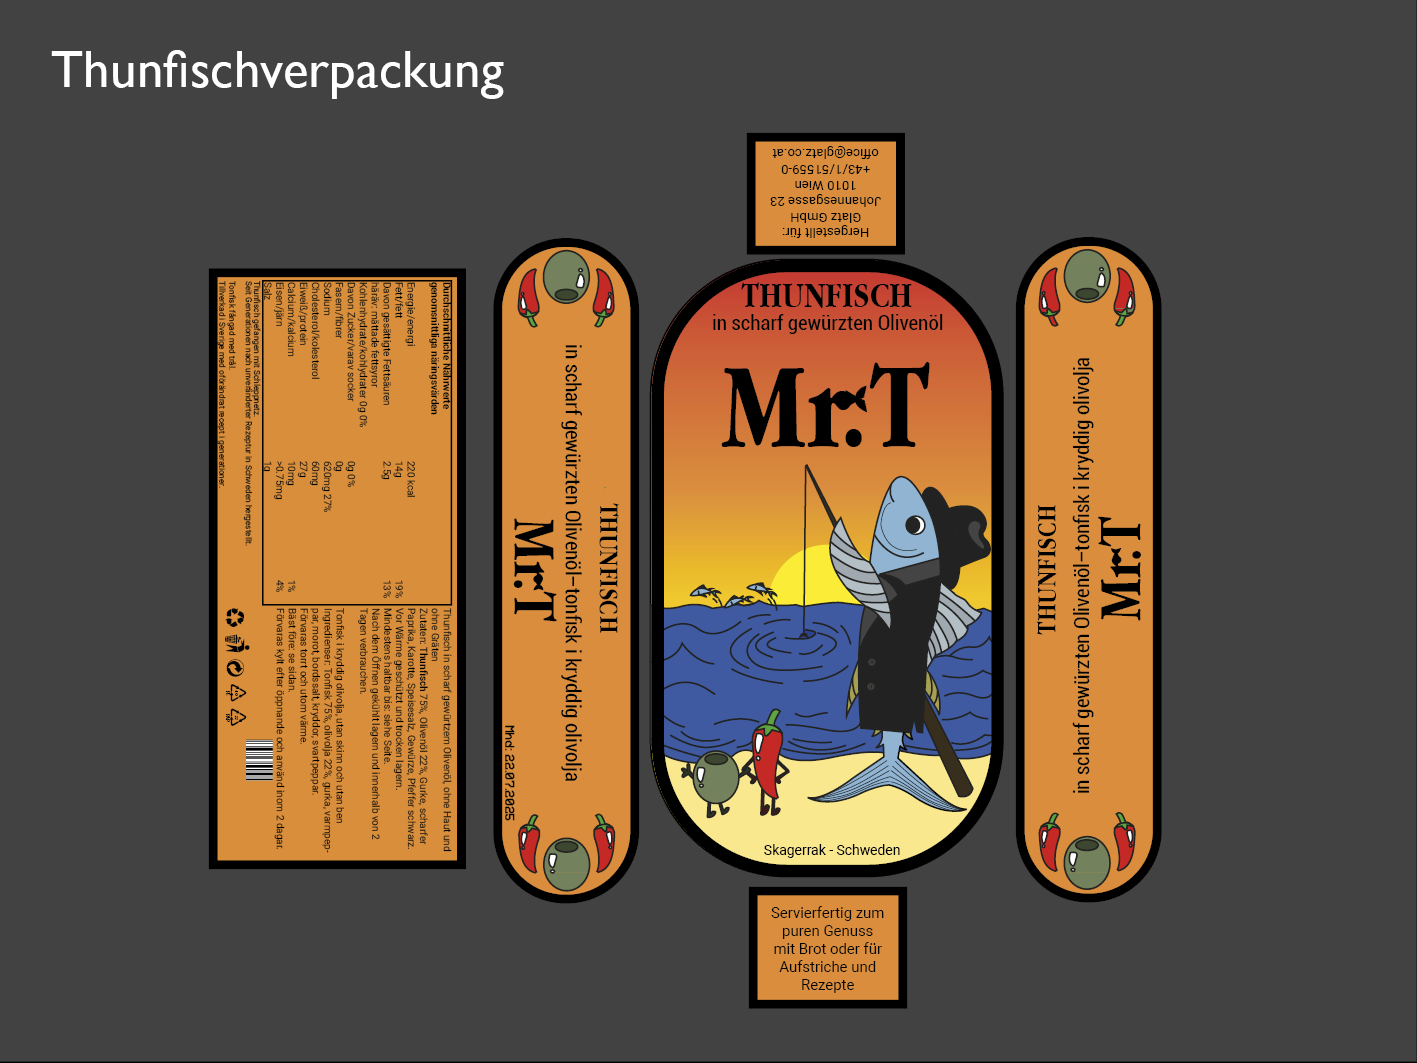 Thunfischverpackung
Hergestellt für:
Glatz GmbH
Johannesgasse 23
1010 Wien
+43/1/51559-0
office@glatz.co.at
Durchschnittliche Nährwerte
genomsnittliga näringsvärden
Energie/energi 220 kcal
Fett/fett 14g 19%
Davon gesättigte Fettsäuren 2.5g 13%
härav: mättade fettsyror
Kohlenhydrate/kohlydrater 0g 0%
Davon Zucker/varav socker 0g 0%
Fasern/fibrer 0g
Sodium 620mg 27%
Cholesterol/kolesterol 60mg
Eiweiß/protein 27g
Calcium/kalcium 10mg 1%
Eisen/järn >0.75mg 4%
Salz 1g
Thunfisch gefangen mit Schleppnetz.
Seit Generationen nach unveränderter Rezeptur in Schweden hergestellt.
Tonfisk fångad med trål.
Tillverkad i Sverige med oförändrat recept i generationer.
Thunfisch in scharf gewürztem Olivenöl, ohne Haut und
ohne Gräten
Zutaten: Thunfisch 75%, Olivenöl 22%, Gurke, scharfer
Paprika, Karotte, Speisesalz, Gewürze, Pfeffer schwarz.
Vor Wärme geschützt und trocken lagern.
Mindestens haltbar bis: siehe Seite.
Nach dem Öffnen gekühlt lagern und innerhalb von 2
Tagen verbrauchen.
Tonfisk i kryddig olivolja, utan skinn och utan ben
Ingredienser: Tonfisk 75%, olivolja 22%, gurka, varmpep-
par, morot, bordssalt, kryddor, svartpeppar.
Förvaras torrt och utom värme.
Bäst före: se sidan.
Förvaras kylt efter öppnande och använd inom 2 dagar.
THUNFISCH
in scharf gewürzten Olivenöl–tonfisk i kryddig olivolja
Mr.T
Mhd: 22.07.2025
THUNFISCH
in scharf gewürzten Olivenöl
Mr.T
Skagerrak - Schweden
THUNFISCH
in scharf gewürzten Olivenöl–tonfisk i kryddig olivolja
Mr.T
Servierfertig zum
puren Genuss
mit Brot oder für
Aufstriche und
Rezepte